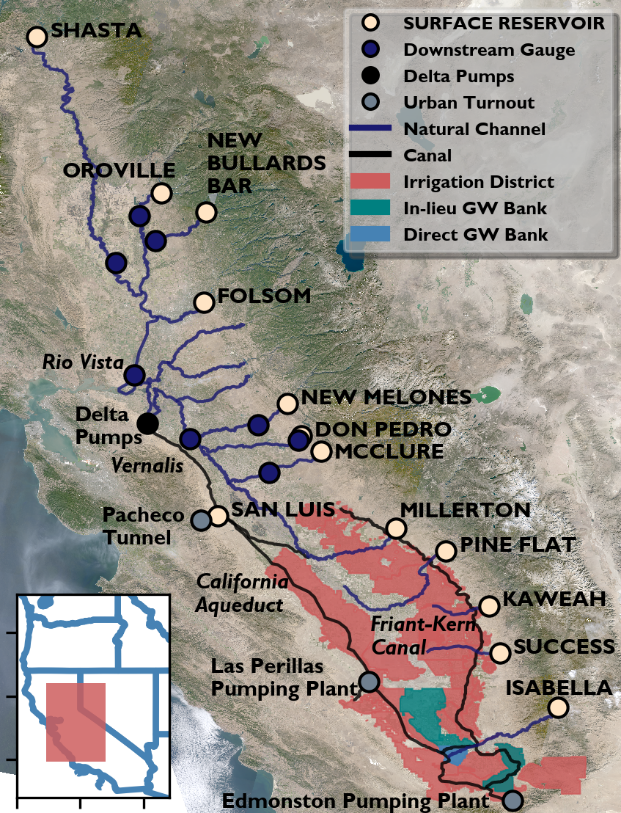 SHASTA
SURFACE RESERVOIR
Downstream Gauge
Delta Pumps
Urban Turnout
Natural Channel
Canal
Irrigation District
In-lieu GW Bank
Direct GW Bank
OROVILLE
NEW
BULLARDS
BAR
FOLSOM
Rio Vista
NEW MELONES
Delta
Pumps
DON PEDRO
MCCLURE
Vernalis
Pacheco
Tunnel
SAN LUIS
MILLERTON
PINE FLAT
California
Aqueduct
KAWEAH
Friant-Kern
Canal
SUCCESS
Las Perillas
Pumping Plant
ISABELLA
Edmonston Pumping Plant